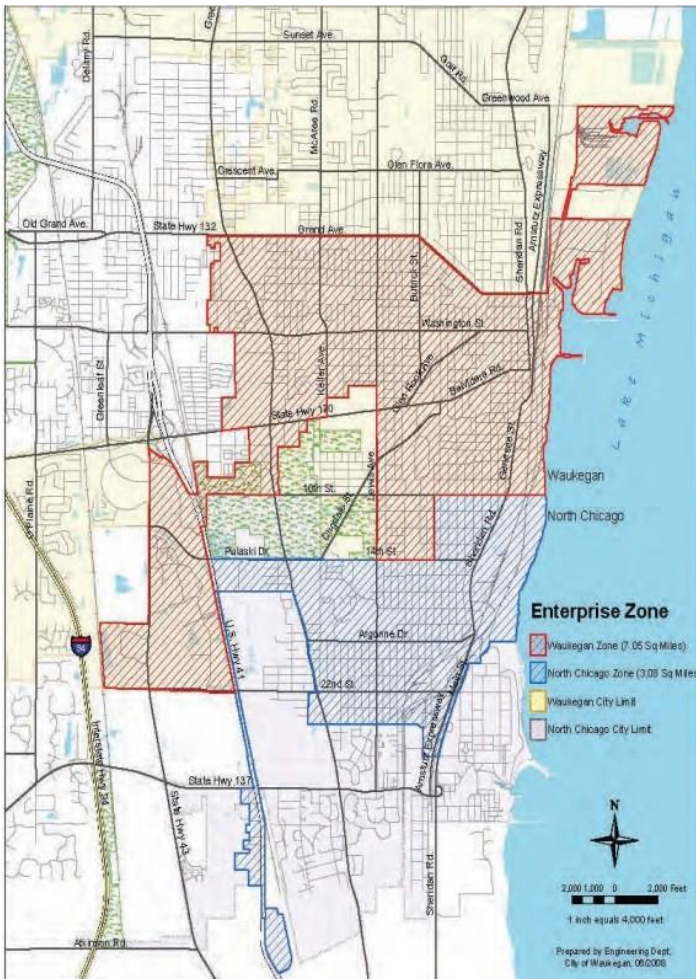 Sunset Ave.
Delany Rd.
Golf Rd.
Greenwood Ave
McAree Rd.
Crescent Ave.
Glen Flora Ave.
Amstutz Expressway
Sheridan Rd.
Old Grand Ave.
State Hwy 132
Grand Ave.
Butrick St.
Washington St.
Greenleaf St.
Keller Ave.
Glen Rock Ave
Belvidere Rd.
State Hwy 120
Genesee St.
Lake Michigan
Lewis Ave.
Waukegan
10th St.
North Chicago
O'Plaine Rd.
Dugdale St.
Sheridan Rd.
Pulaski Dr.
14th St.
Enterprise Zone
Waukegan Zone (7.05 Sq Miles)
North Chicago Zone (3.08 Sq Miles
Waukegan City Limit
North Chicago City Limit
Argonne Dr.
94
U.S. Hwy 41
22nd St.
Amstutz Expressway
Interstate Hwy 94
State Hwy 137
State Hwy 43
Sheridan Rd.
N
2,000 1,000 0 2,000 Feet
1 inch equals 4,000 feet
Atkinson Rd.
Prepared by Engineering Dept.
City of Waukegan, 06/2008